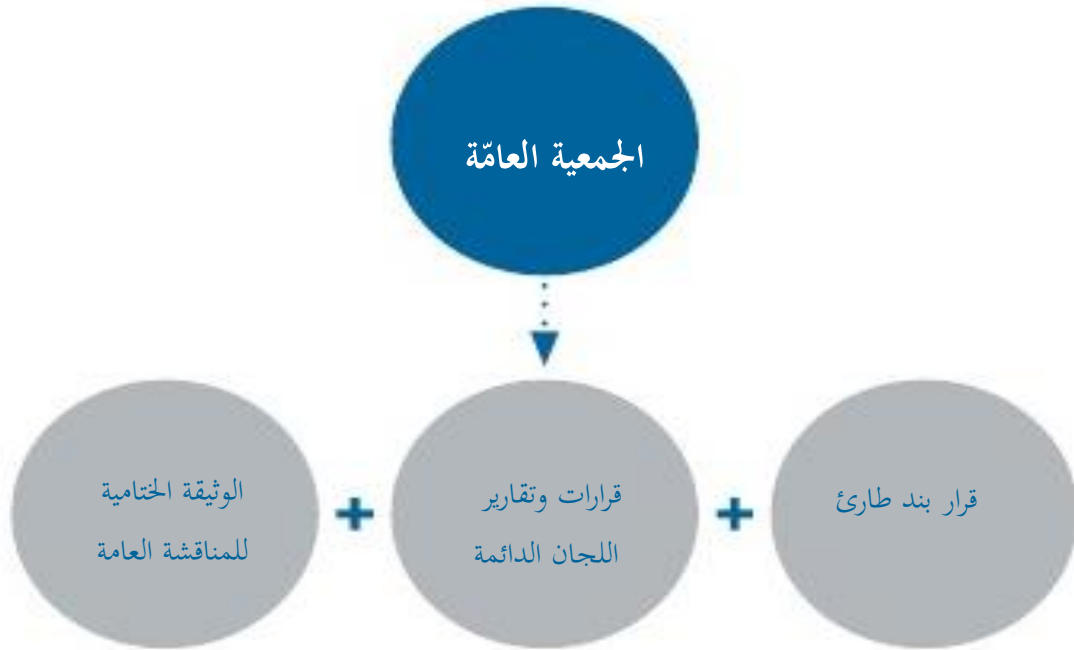 الجمعية العامّة
قرار بند طارئ
+
قرارات وتقارير
اللجان الدائمة
+
الوثيقة الختامية
للمناقشة العامة